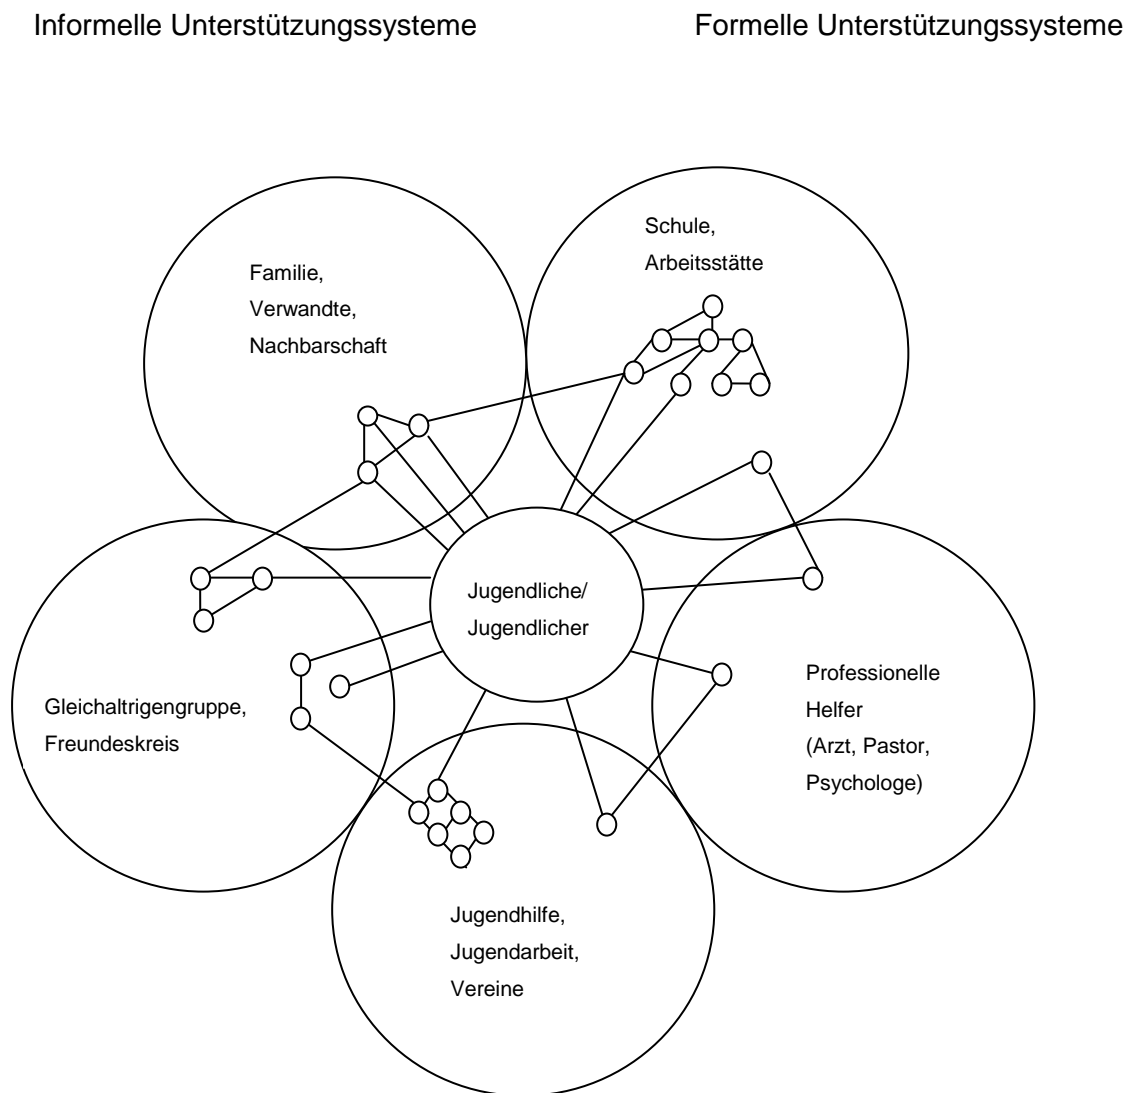 Informelle Unterstützungssysteme
Formelle Unterstützungssysteme
Familie,
Verwandte,
Nachbarschaft
Schule,
Arbeitsstätte
Jugendliche/
Jugendlicher
Gleichaltrigengruppe,
Freundeskreis
Professionelle
Helfer
(Arzt, Pastor,
Psychologe)
Jugendhilfe,
Jugendarbeit,
Vereine